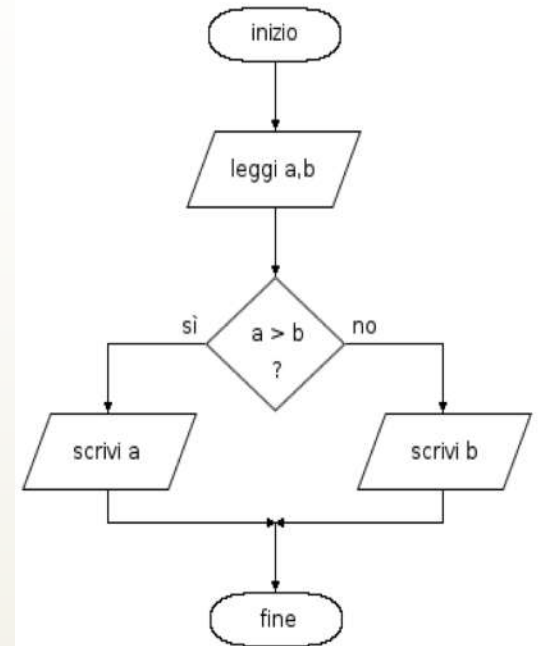 inizio
leggi a,b
a > b
?
sì
no
scrivi a
scrivi b
fine